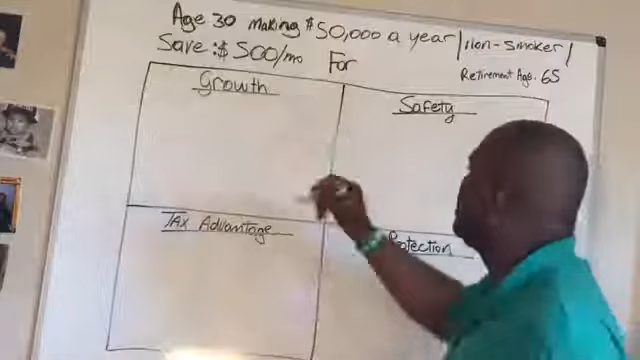 Age 30 making $50,000 a year/non-smoker/
Save: $500/mo For
Retirement Age. 65
Growth
Safety
TAX Advantage
Protection